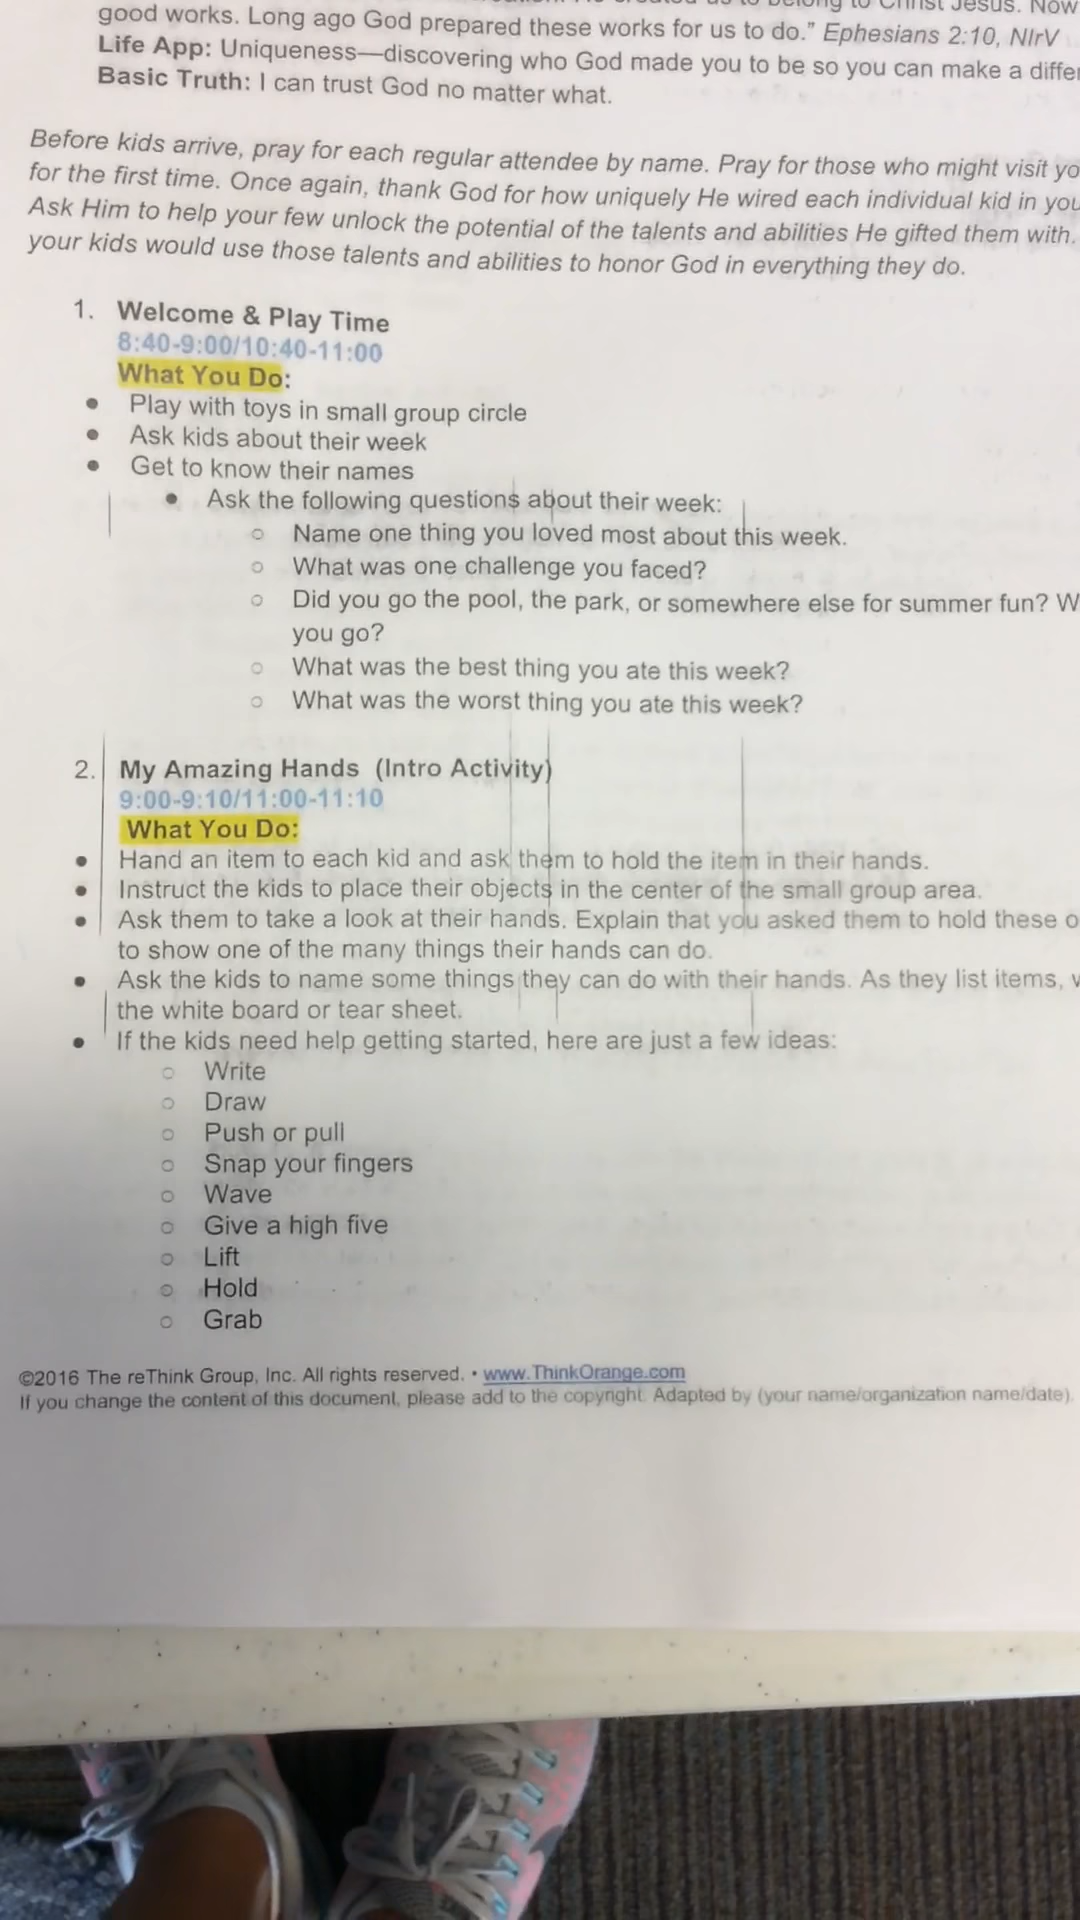 to belong to Christ Jesus. Now
good works. Long ago God prepared these works for us to do.” Ephesians 2:10, NIrV
Life App: Uniqueness—discovering who God made you to be so you can make a
Basic Truth: I can trust God no matter what.
Before kids arrive, pray for each regular attendee by name. Pray for those who might visit
for the first time. Once again, thank God for how uniquely He wired each individual kid in
Ask Him to help your few unlock the potential of the talents and abilities He gifted them with.
your kids would use those talents and abilities to honor God in everything they do.
1. Welcome & Play Time
8:40-9:00/10:40-11:00
What You Do:
• Play with toys in small group circle
• Ask kids about their week
• Get to know their names
• Ask the following questions about their week:
○ Name one thing you loved most about this week.
○ What was one challenge you faced?
○ Did you go the pool, the park, or somewhere else for summer fun?
you go?
○ What was the best thing you ate this week?
○ What was the worst thing you ate this week?
2. My Amazing Hands (Intro Activity)
9:00-9:10/11:00-11:10
What You Do:
• Hand an item to each kid and ask them to hold the item in their hands.
• Instruct the kids to place their objects in the center of the small group area.
• Ask them to take a look at their hands. Explain that you asked them to hold these
to show one of the many things their hands can do.
• Ask the kids to name some things they can do with their hands. As they list items,
the white board or tear sheet.
• If the kids need help getting started, here are just a few ideas:
○ Write
○ Draw
○ Push or pull
○ Snap your fingers
○ Wave
○ Give a high five
○ Lift
○ Hold
○ Grab
©2016 The reThink Group, Inc. All rights reserved. • www.ThinkOrange.com
If you change the content of this document, please add to the copyright. Adapted by (your name/organization name/date).